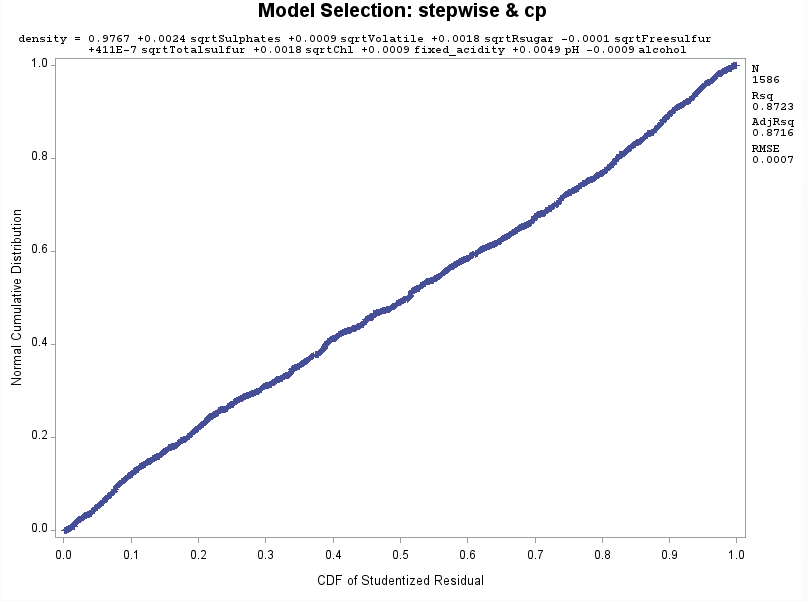 Model Selection: stepwise & cp
density = 0.9767 +0.0024 sqrtSulphates +0.0009 sqrtVolatile +0.0018 sqrtRsugar -0.0001 sqrtFreesulfur
+411E-7 sqrtTotalsulfur +0.0018 sqrtChl +0.0009 fixed_acidity +0.0049 pH -0.0009 alcohol
N
1586
Rsq
0.8723
AdjRsq
0.8716
RMSE
0.0007
Normal Cumulative Distribution
1.0
0.8
0.6
0.4
0.2
0.0
0.0 0.1 0.2 0.3 0.4 0.5 0.6 0.7 0.8 0.9 1.0
CDF of Studentized Residual